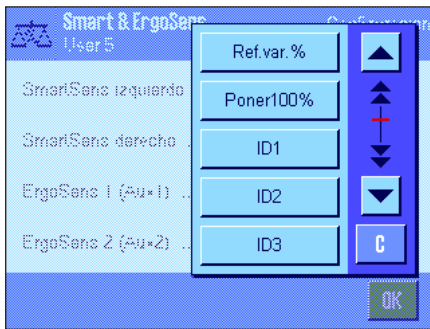 Smart & ErgoSens
User 5
Ref.var.%
SmartSens izquierdo
Poner100%
SmartSens derecho ..
ID1
ErgoSens 1 (Aux1) ..
ID2
ErgoSens 2 (Aux2) ..
ID3
C
OK